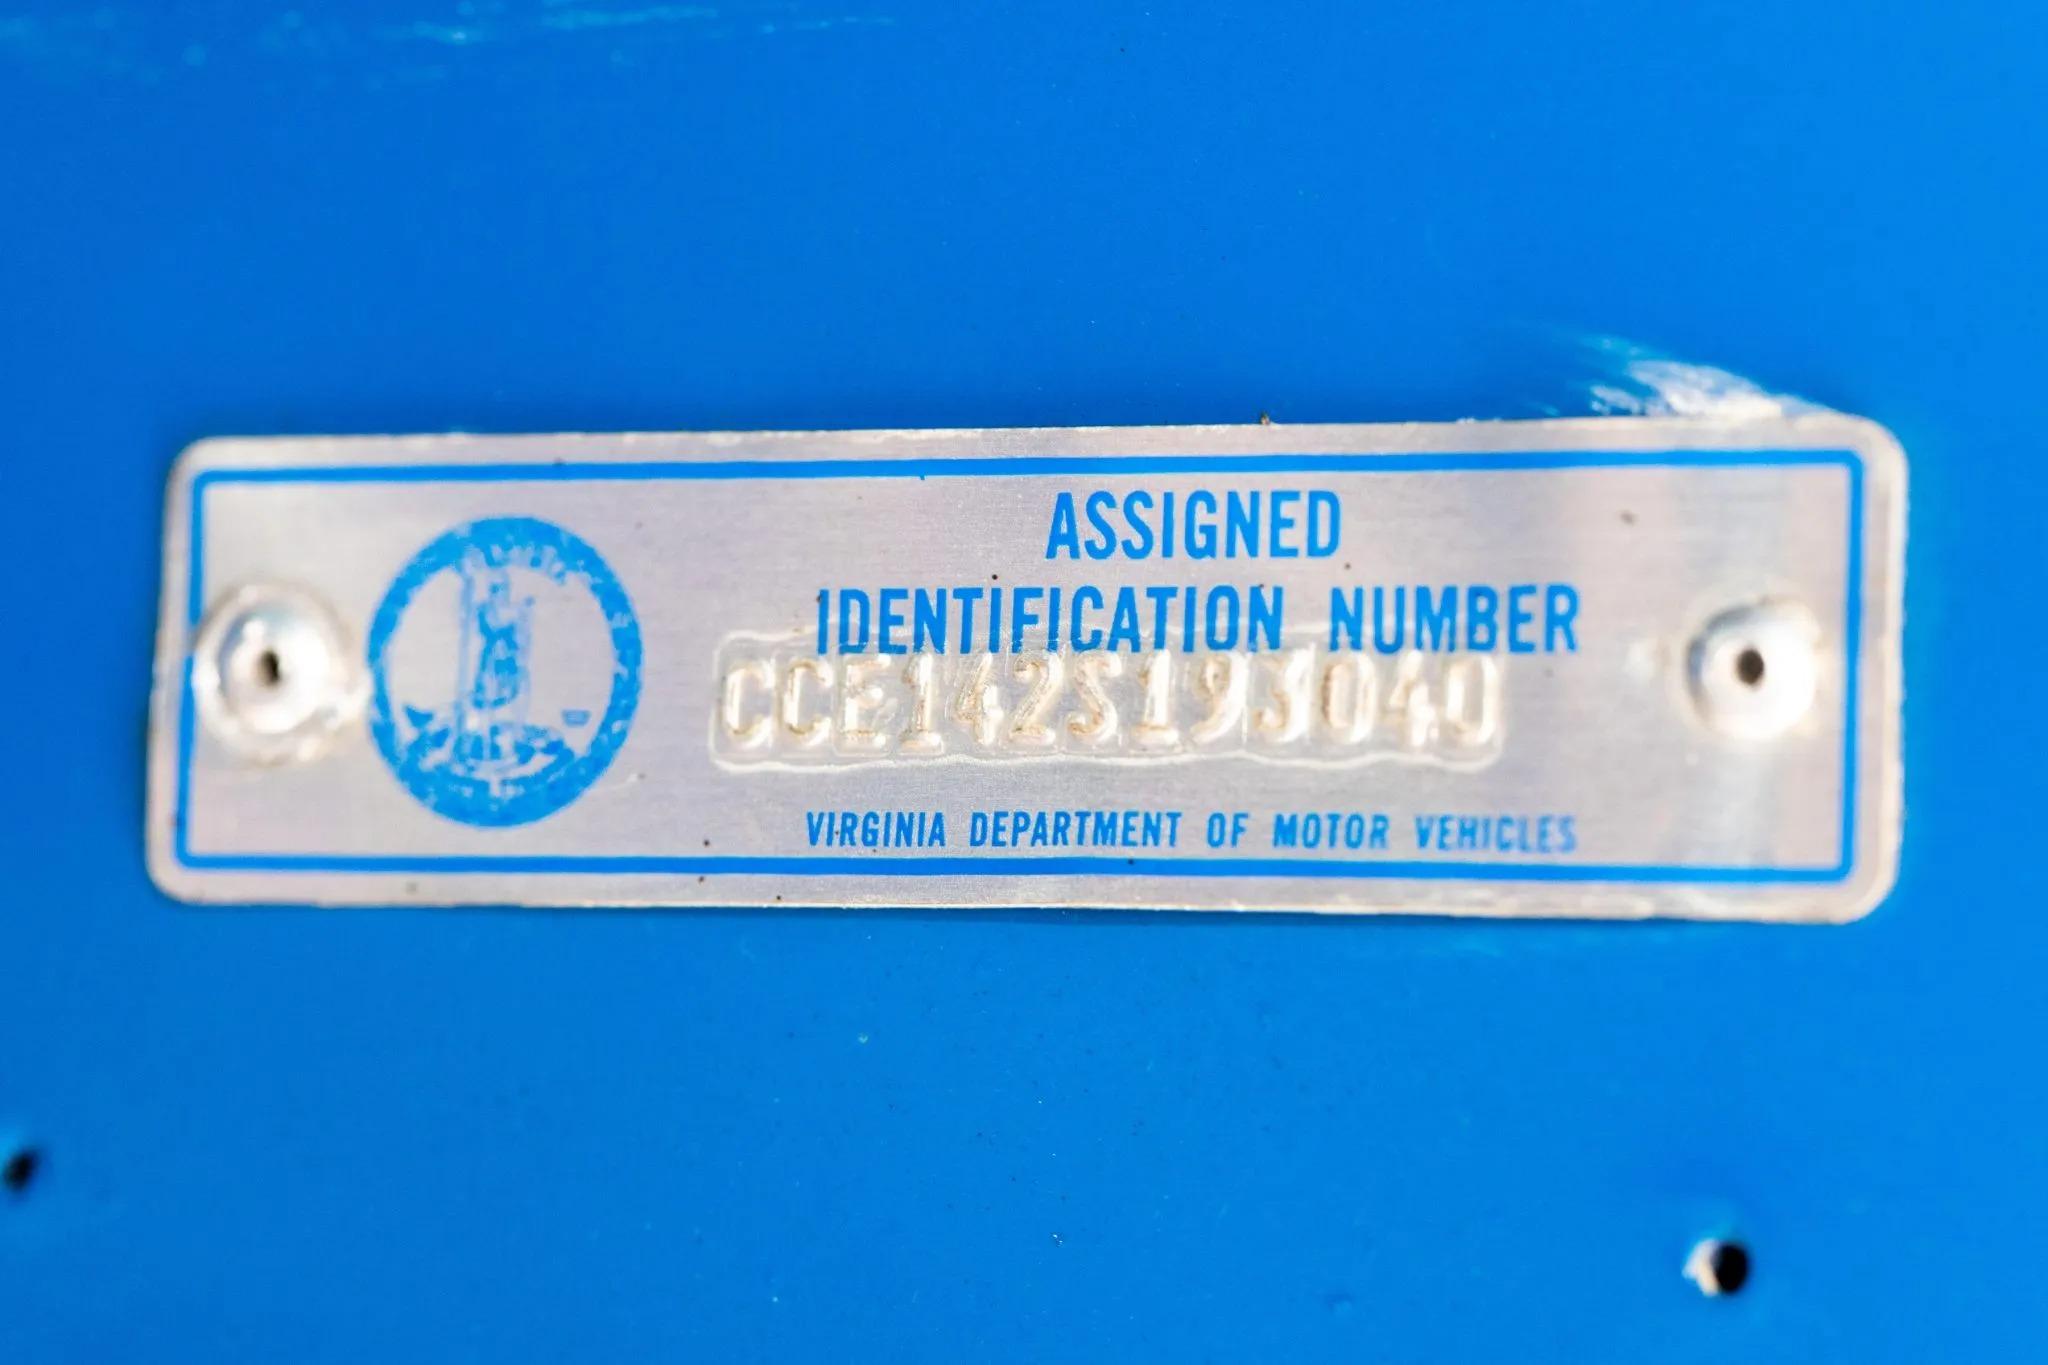 ASSIGNED
IDENTIFICATION NUMBER
CCE142S193040
VIRGINIA DEPARTMENT OF MOTOR VEHICLES